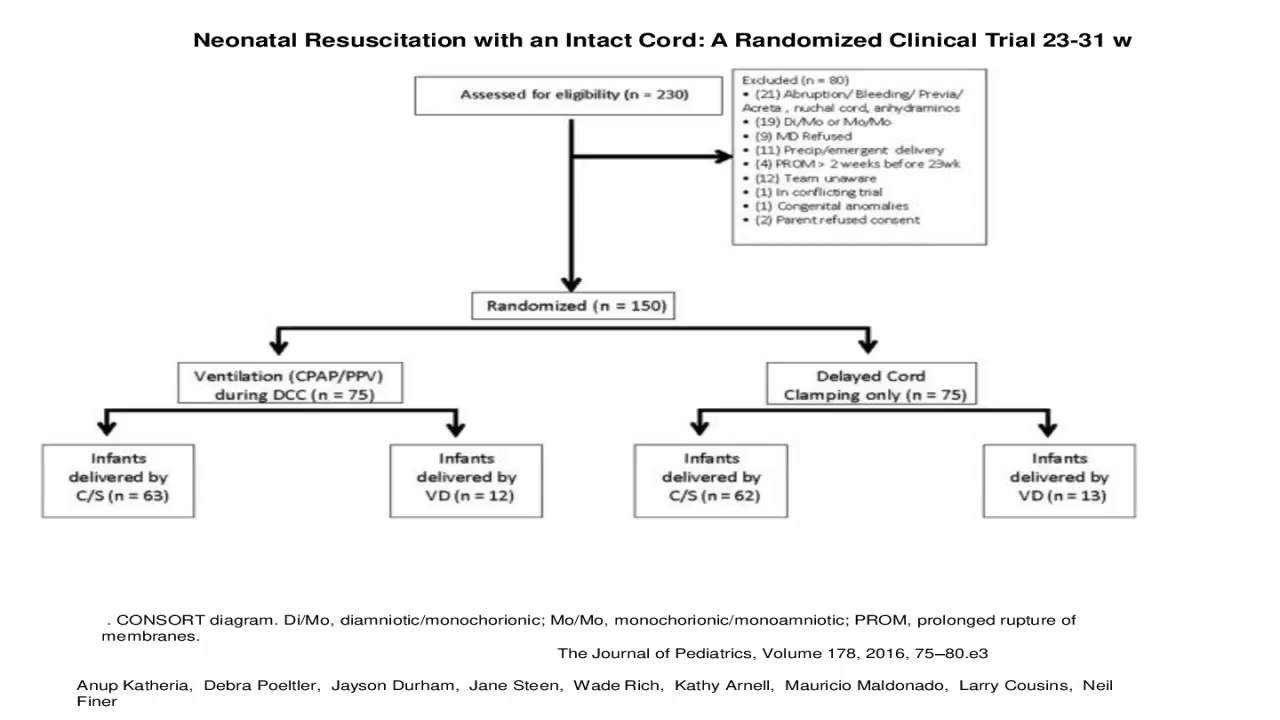 Neonatal Resuscitation with an Intact Cord: A Randomized Clinical Trial 23-31 w
Assessed for eligibility (n = 230)
Excluded (n = 80)
• (21) Abruption/ Bleeding/ Previa/
Acreta , nuchal cord, anhydraminos
• (19) Di/Mo or Mo/Mo
• (9) MD Refused
• (11) Precip/emergent delivery
• (4) PROM > 2 weeks before 23wk
• (12) Team unaware
• (1) In conflicting trial
• (1) Congenital anomalies
• (2) Parent refused consent
Randomized (n = 150)
Ventilation (CPAP/PPV)
during DCC (n = 75)
Delayed Cord
Clamping only (n = 75)
Infants
delivered by
C/S (n = 63)
Infants
delivered by
VD (n = 12)
Infants
delivered by
C/S (n = 62)
Infants
delivered by
VD (n = 13)
. CONSORT diagram. Di/Mo, diamniotic/monochorionic; Mo/Mo, monochorionic/monoamniotic; PROM, prolonged rupture of
membranes.
The Journal of Pediatrics, Volume 178, 2016, 75–80.e3
Anup Katheria, Debra Poeltler, Jayson Durham, Jane Steen, Wade Rich, Kathy Arnell, Mauricio Maldonado, Larry Cousins, Neil
Finer